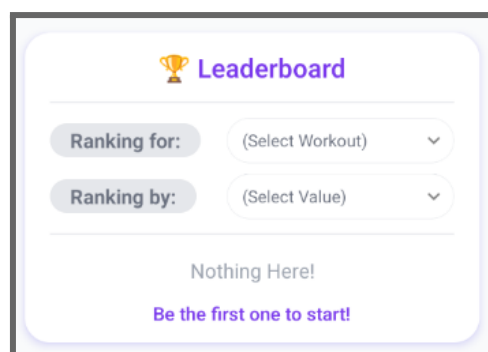 🏆 Leaderboard
Ranking for: (Select Workout)
Ranking by: (Select Value)
Nothing Here!
Be the first one to start!